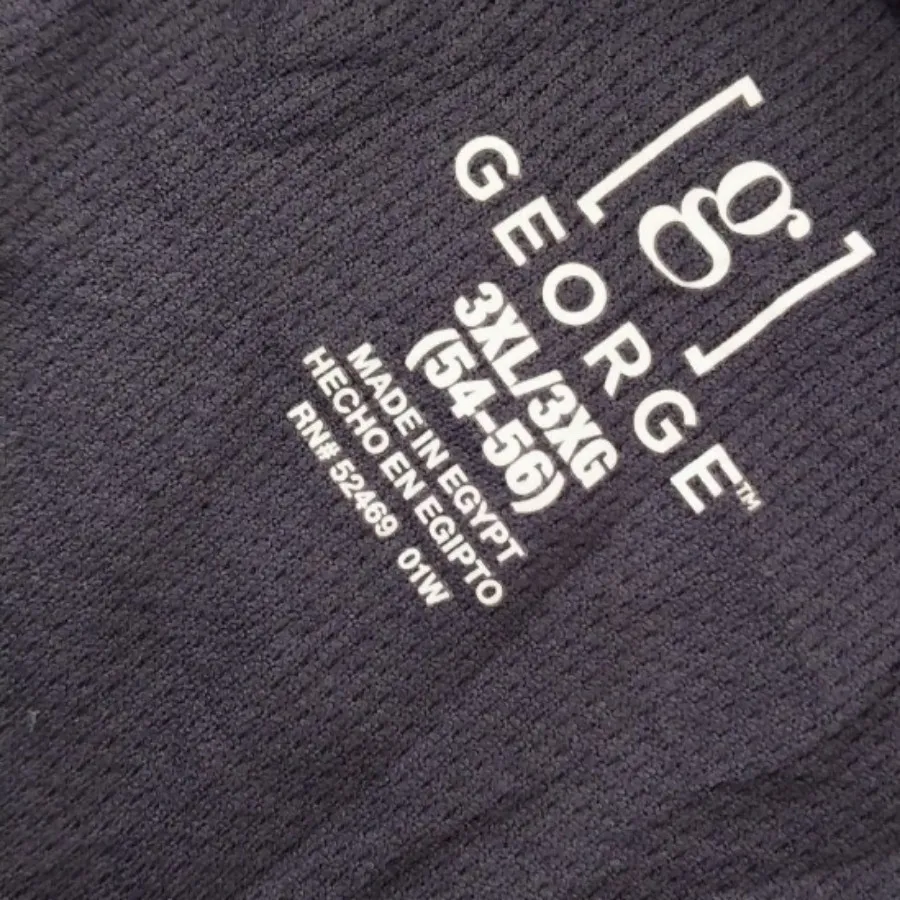 [g]
GEORGE™
3XL/3XG
(54-56)
MADE IN EGYPT
HECHO EN EGIPTO
RN# 52469 01W